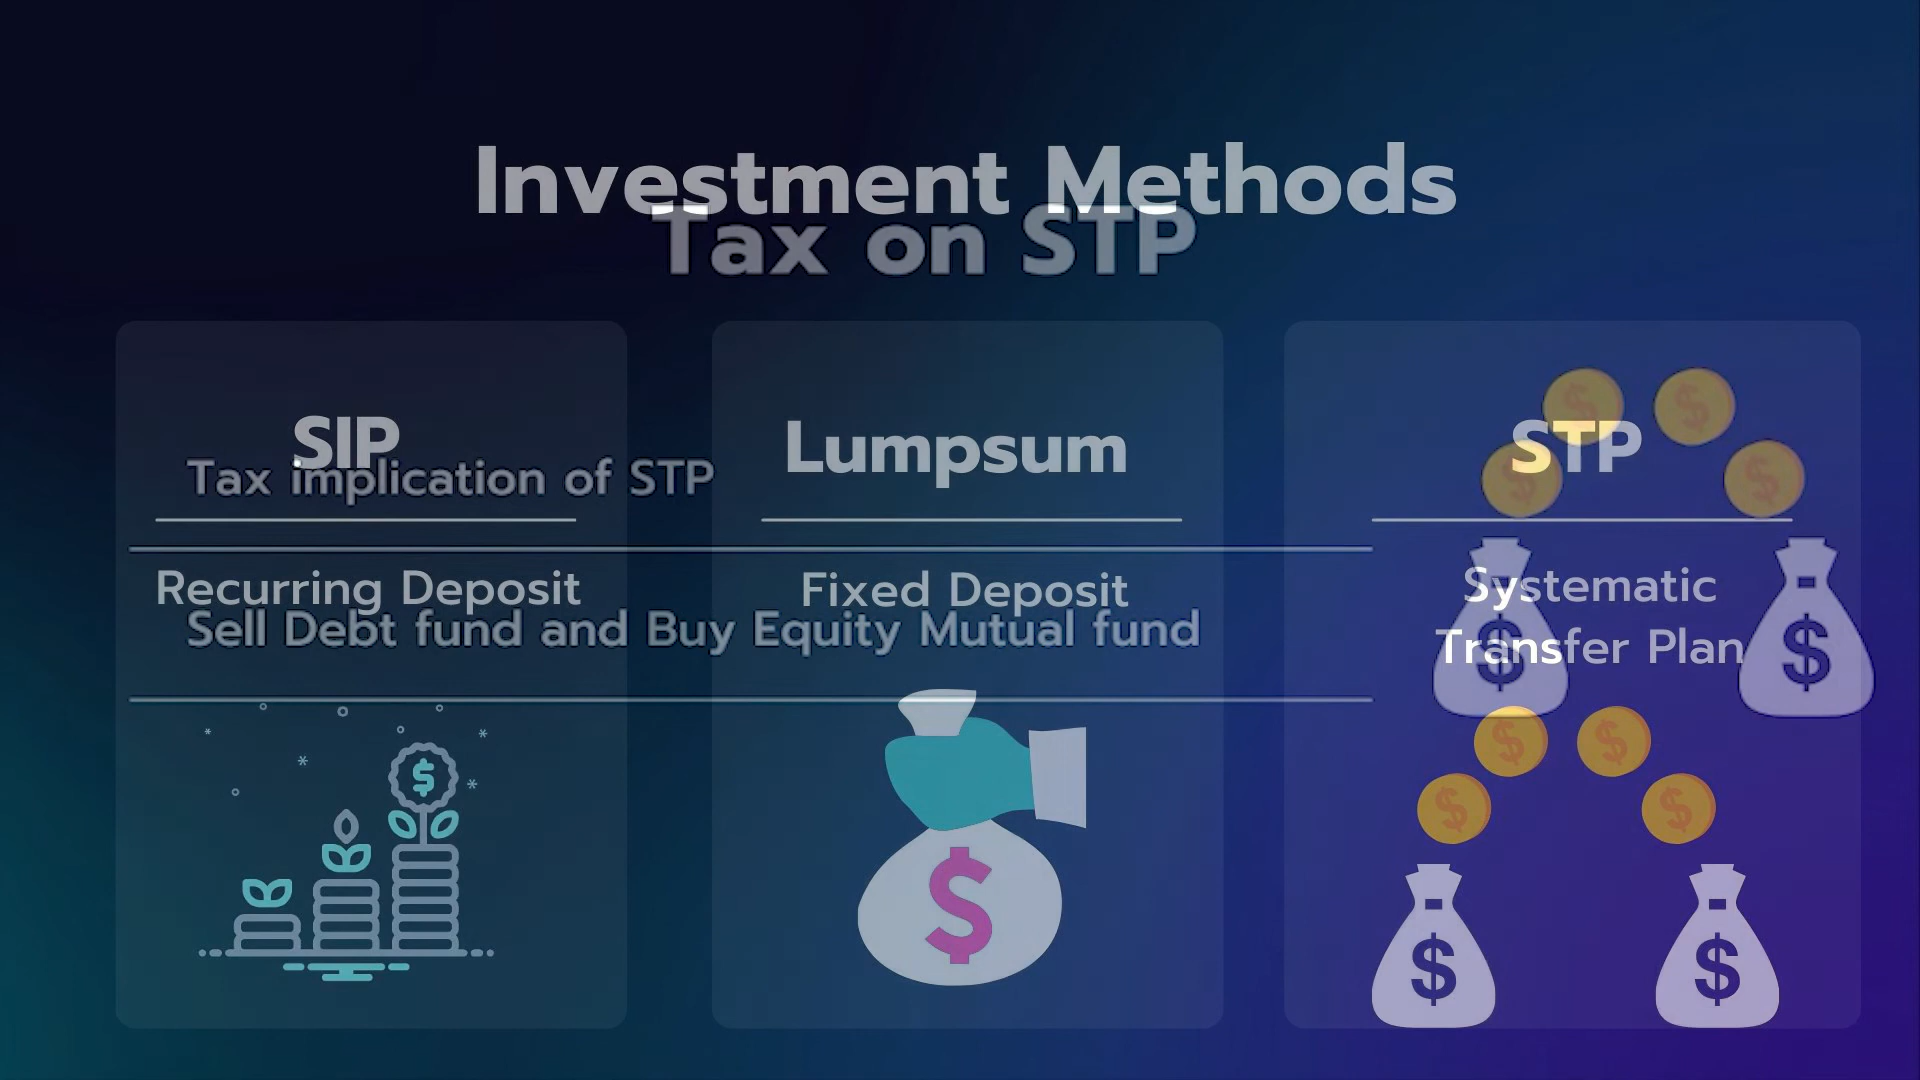 Investment Methods
Tax on STP
SIP
Lumpsum
STP
Tax implication of STP
Recurring Deposit
Fixed Deposit
Systematic
Transfer Plan
Sell Debt fund and Buy Equity Mutual fund
$
$
$
$
$
$
$
$
$
$
$
$
$
$